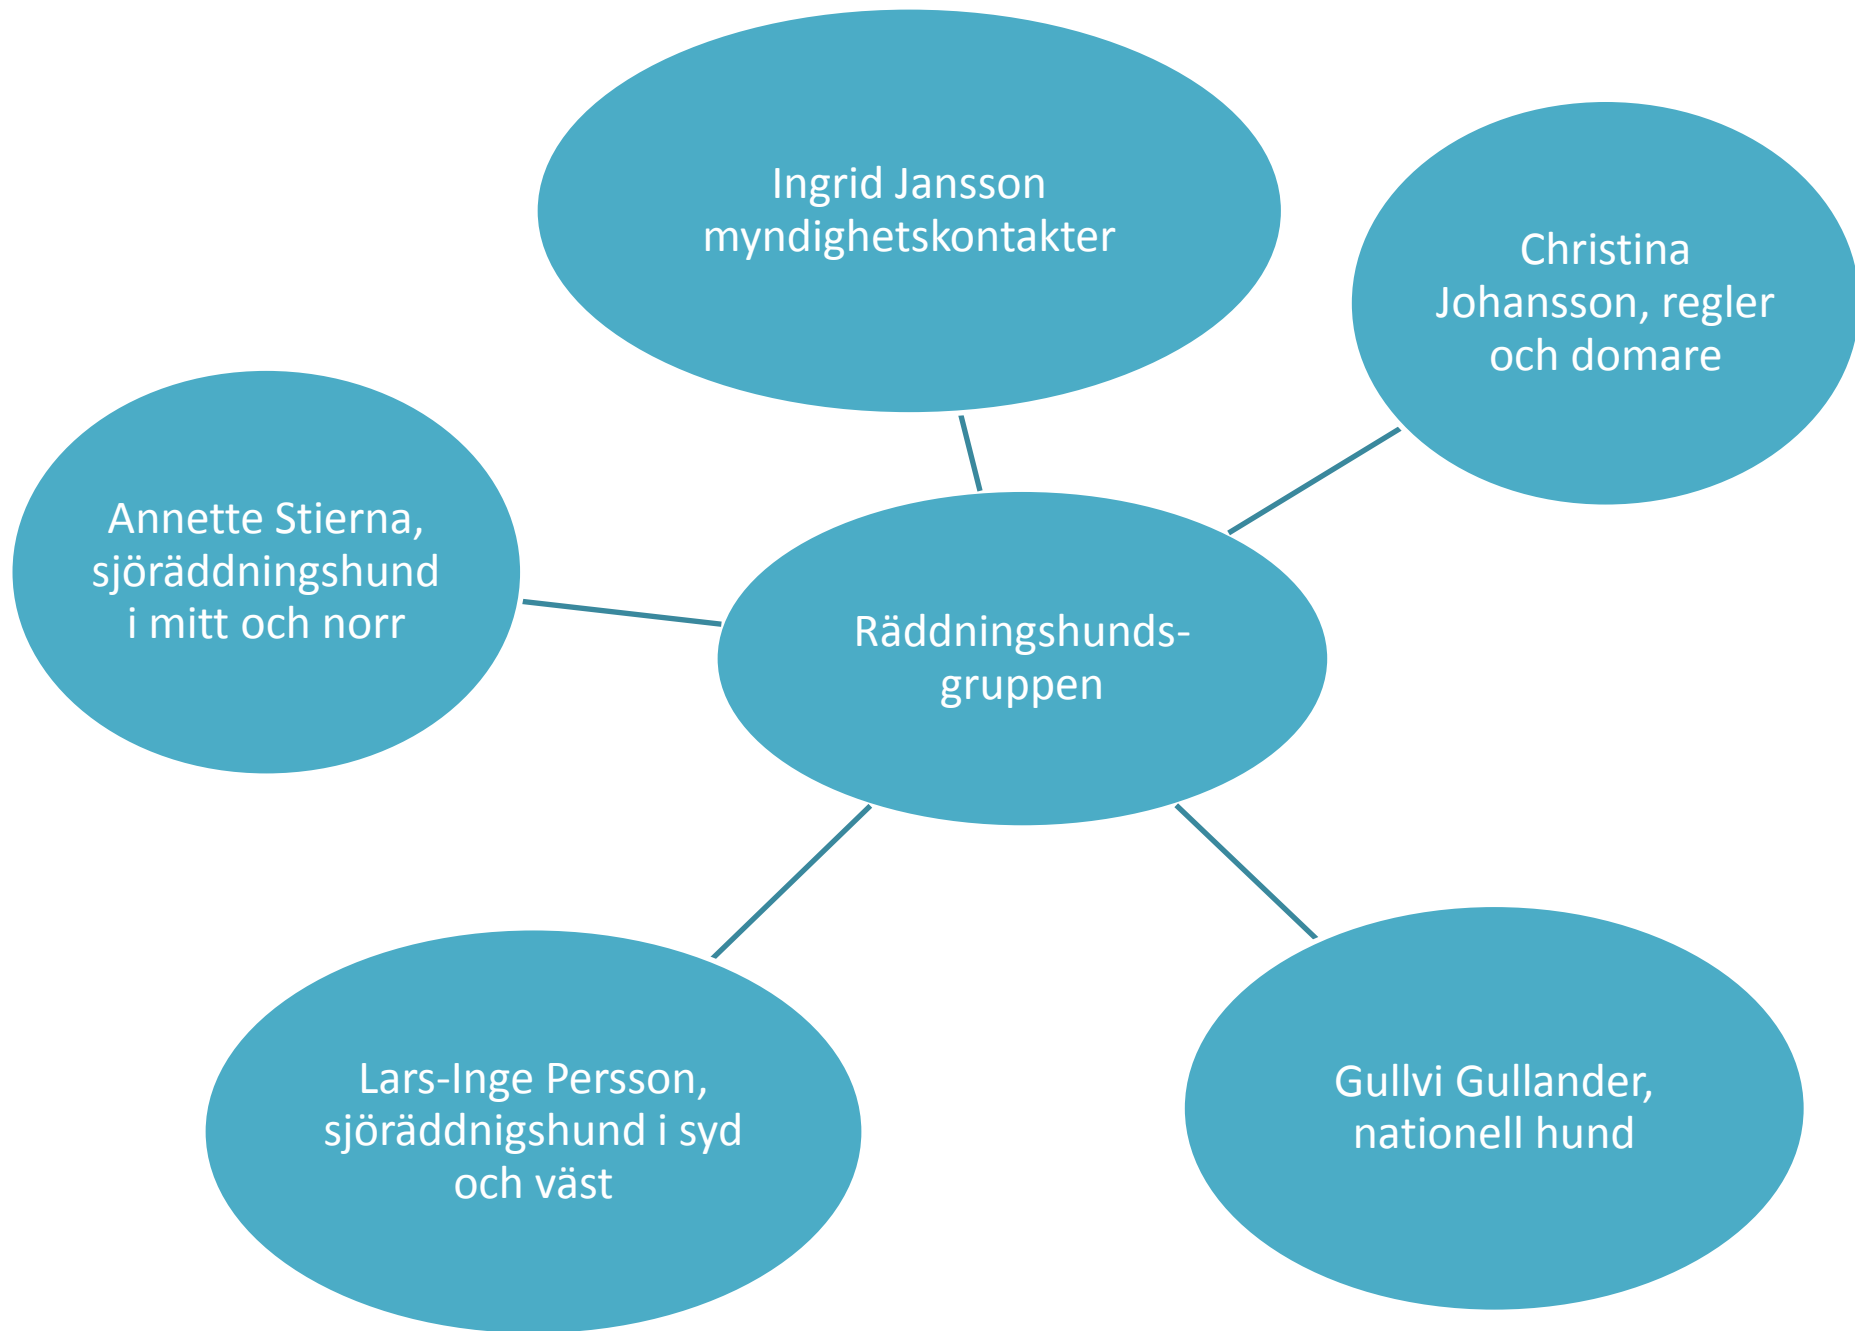 Ingrid Jansson
myndighetskontakter
Christina
Johansson, regler
och domare
Annette Stierna,
sjöräddningshund
i mitt och norr
Räddningshunds-
gruppen
Lars-Inge Persson,
sjöräddnigshund i syd
och väst
Gullvi Gullander,
nationell hund